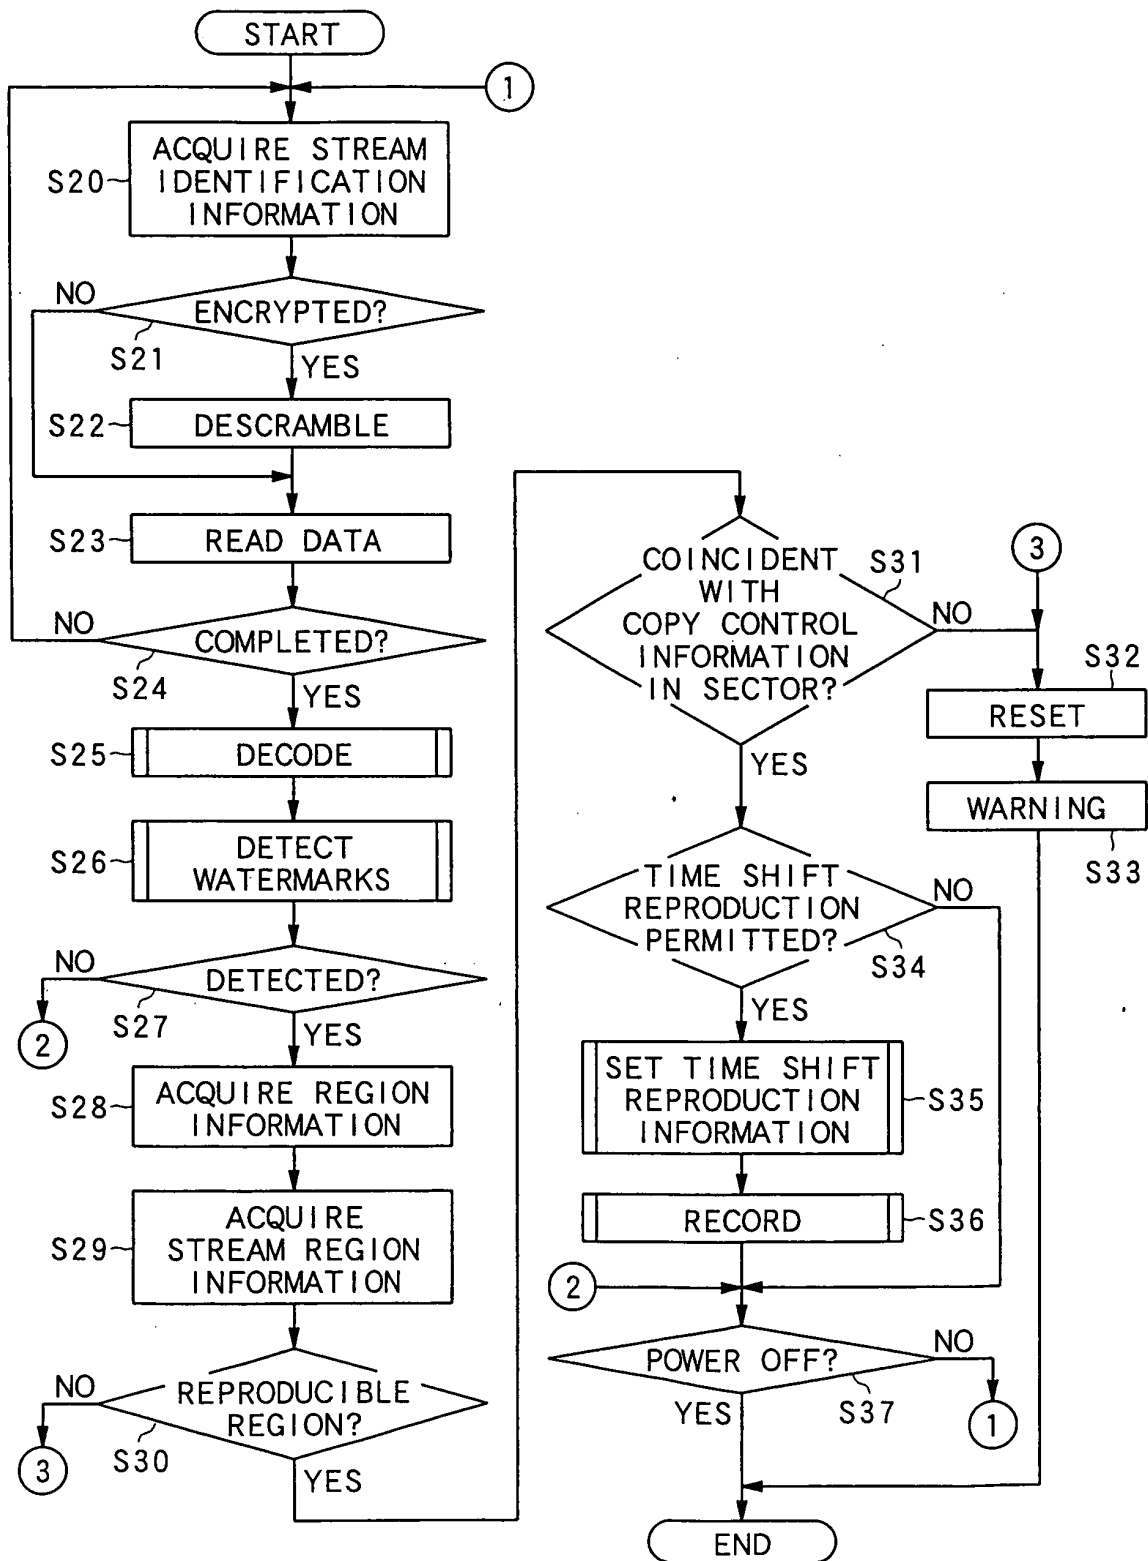 START
1
ACQUIRE STREAM
IDENTIFICATION
INFORMATION
S20
NO
ENCRYPTED?
S21
YES
S22
DESCRAMBLE
S23
READ DATA
NO
COMPLETED?
S24
YES
S25
DECODE
S26
DETECT
WATERMARKS
NO
DETECTED?
S27
YES
2
S28
ACQUIRE REGION
INFORMATION
S29
ACQUIRE
STREAM REGION
INFORMATION
NO
REPRODUCIBLE
REGION?
S30
YES
3
COINCIDENT
WITH
COPY CONTROL
INFORMATION
IN SECTOR?
S31
NO
YES
3
S32
RESET
WARNING
S33
TIME SHIFT
REPRODUCTION
PERMITTED?
NO
S34
YES
SET TIME SHIFT
REPRODUCTION
INFORMATION
S35
RECORD
S36
2
POWER OFF?
NO
S37
YES
1
END